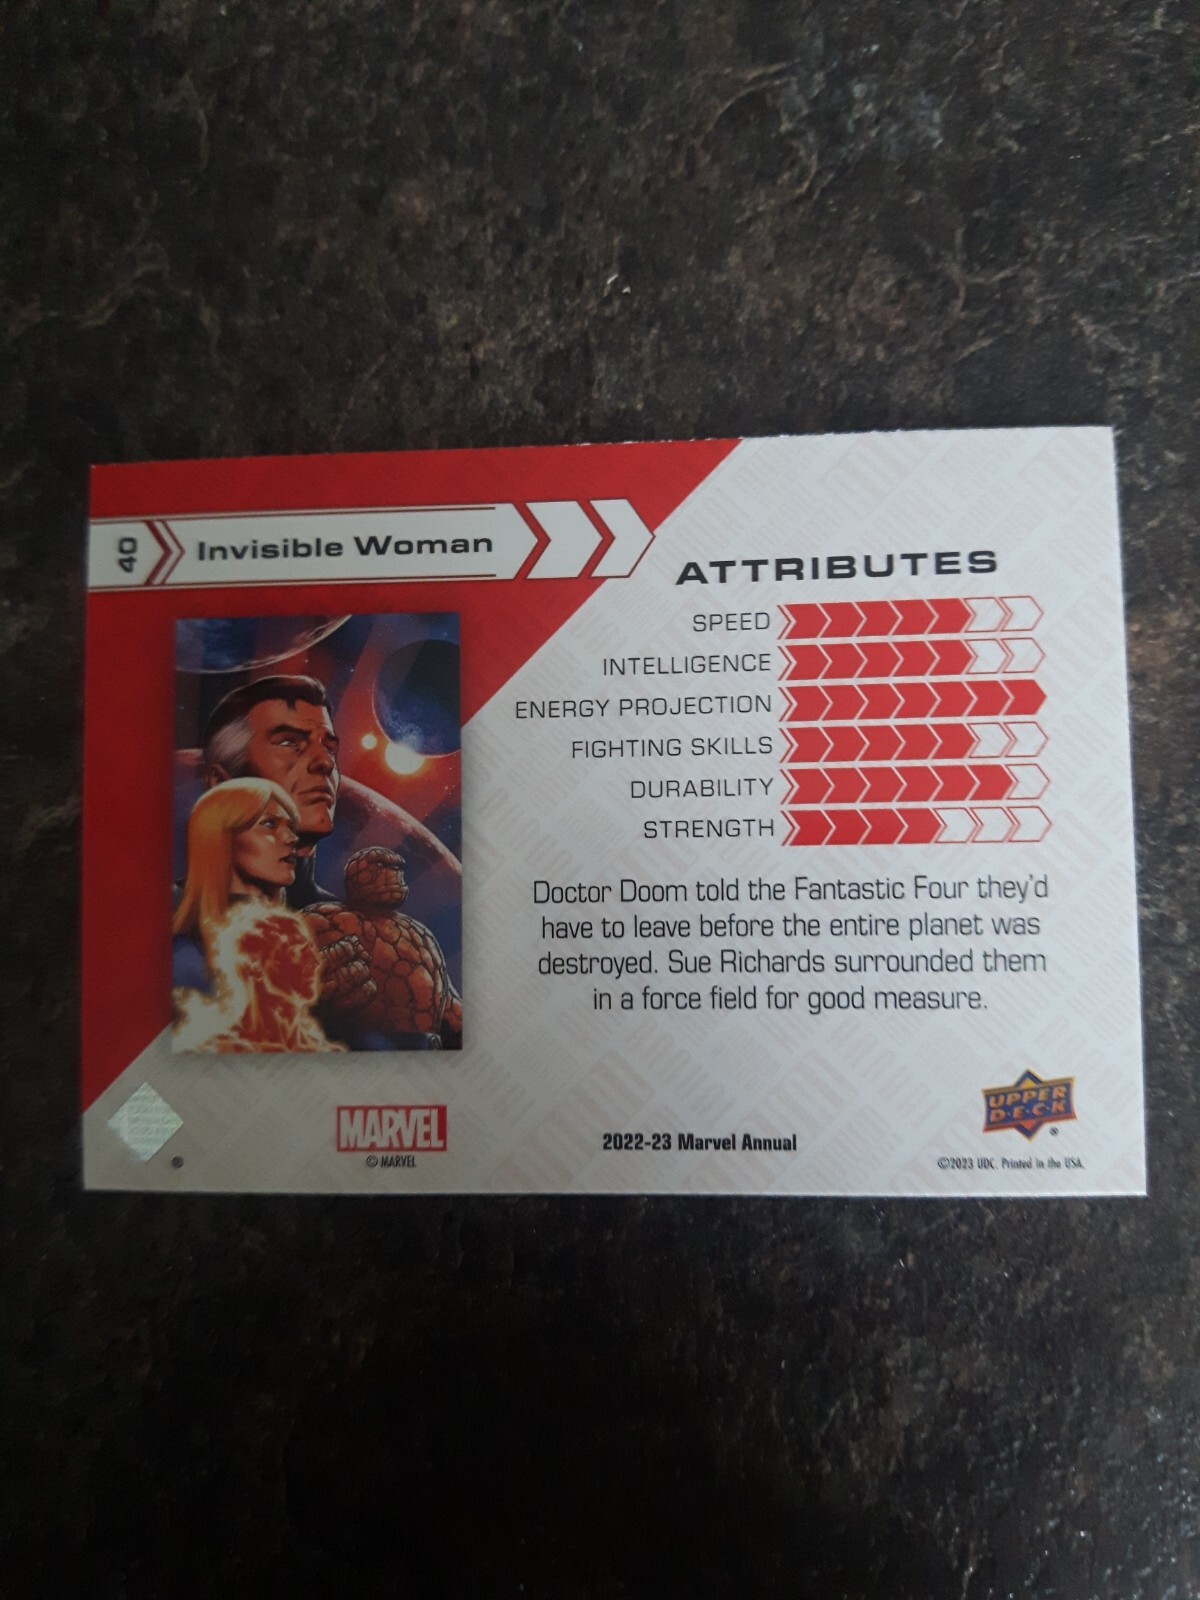 40
Invisible Woman
ATTRIBUTES
SPEED
INTELLIGENCE
ENERGY PROJECTION
FIGHTING SKILLS
DURABILITY
STRENGTH
Doctor Doom told the Fantastic Four they'd
have to leave before the entire planet was
destroyed. Sue Richards surrounded them
in a force field for good measure.
®
MARVEL
© MARVEL
2022-23 Marvel Annual
UPPER
D·E·C·K
®
©2023 UDC. Printed in the USA.